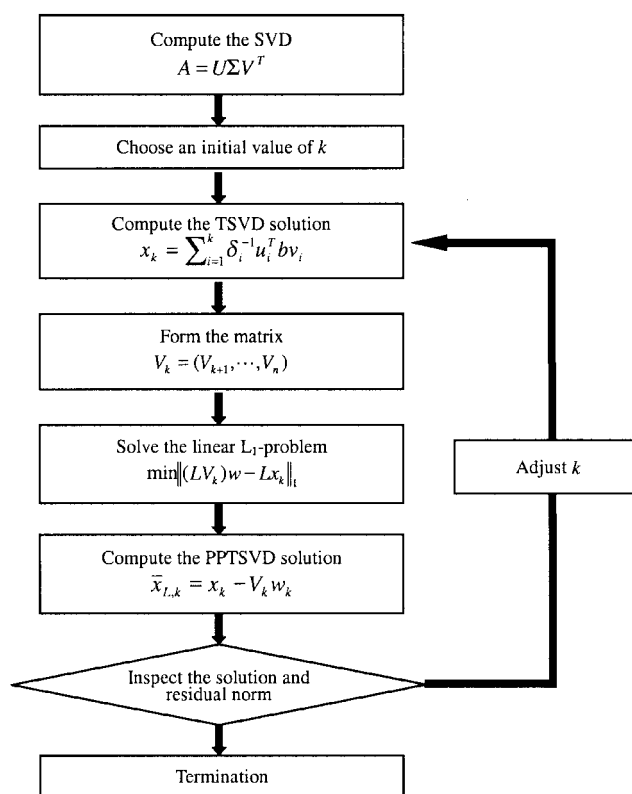 Compute the SVD
A = UΣV^T
Choose an initial value of k
Compute the TSVD solution
x_k = ∑_{i=1}^{k} δ_i^{-1} u_i^T b v_i
Form the matrix
V_k = (V_{k+1}, ⋯, V_n)
Solve the linear L₁-problem
min‖(LV_k)w − Lx_k‖₁
Adjust k
Compute the PPTSVD solution
x̄_{L,k} = x_k − V_k w_k
Inspect the solution and
residual norm
Termination